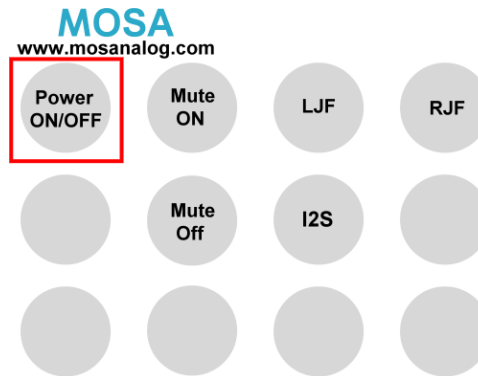 MOSA
www.mosanalog.com
Power
ON/OFF
Mute
ON
LJF
RJF
Mute
Off
I2S